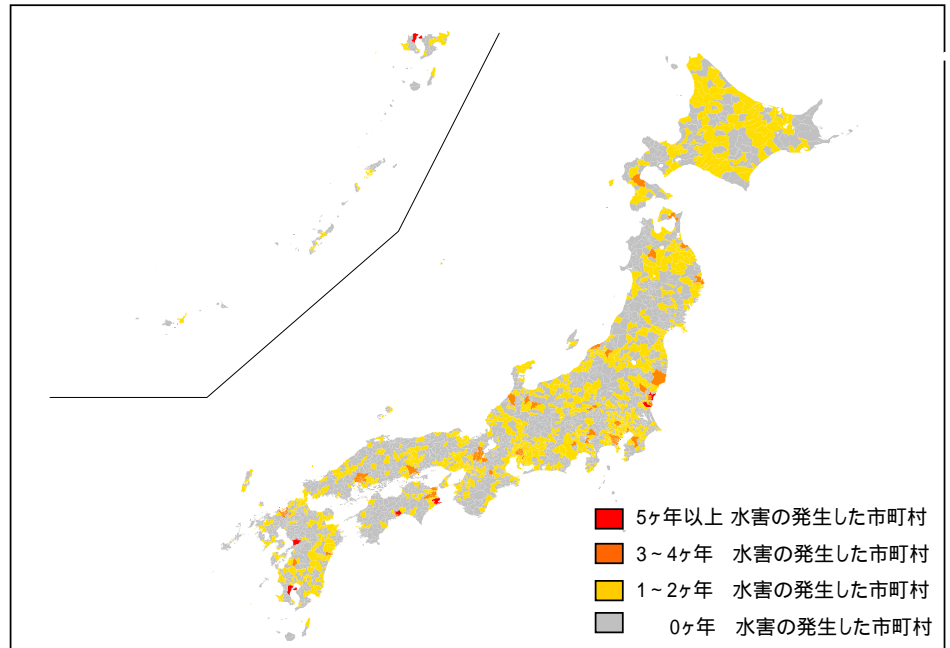 5ヶ年以上 水害の発生した市町村
3~4ヶ年 水害の発生した市町村
1~2ヶ年 水害の発生した市町村
0ヶ年 水害の発生した市町村